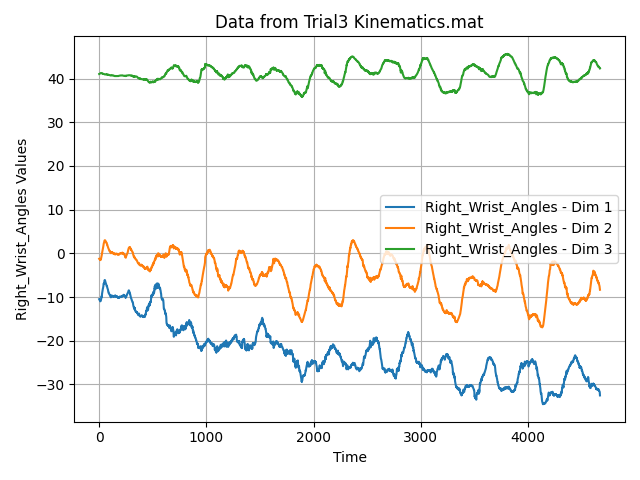 Data from Trial3 Kinematics.mat
Right_Wrist_Angles Values
40
30
20
10
0
−10
−20
−30
Right_Wrist_Angles - Dim 1
Right_Wrist_Angles - Dim 2
Right_Wrist_Angles - Dim 3
0 1000 2000 3000 4000
Time